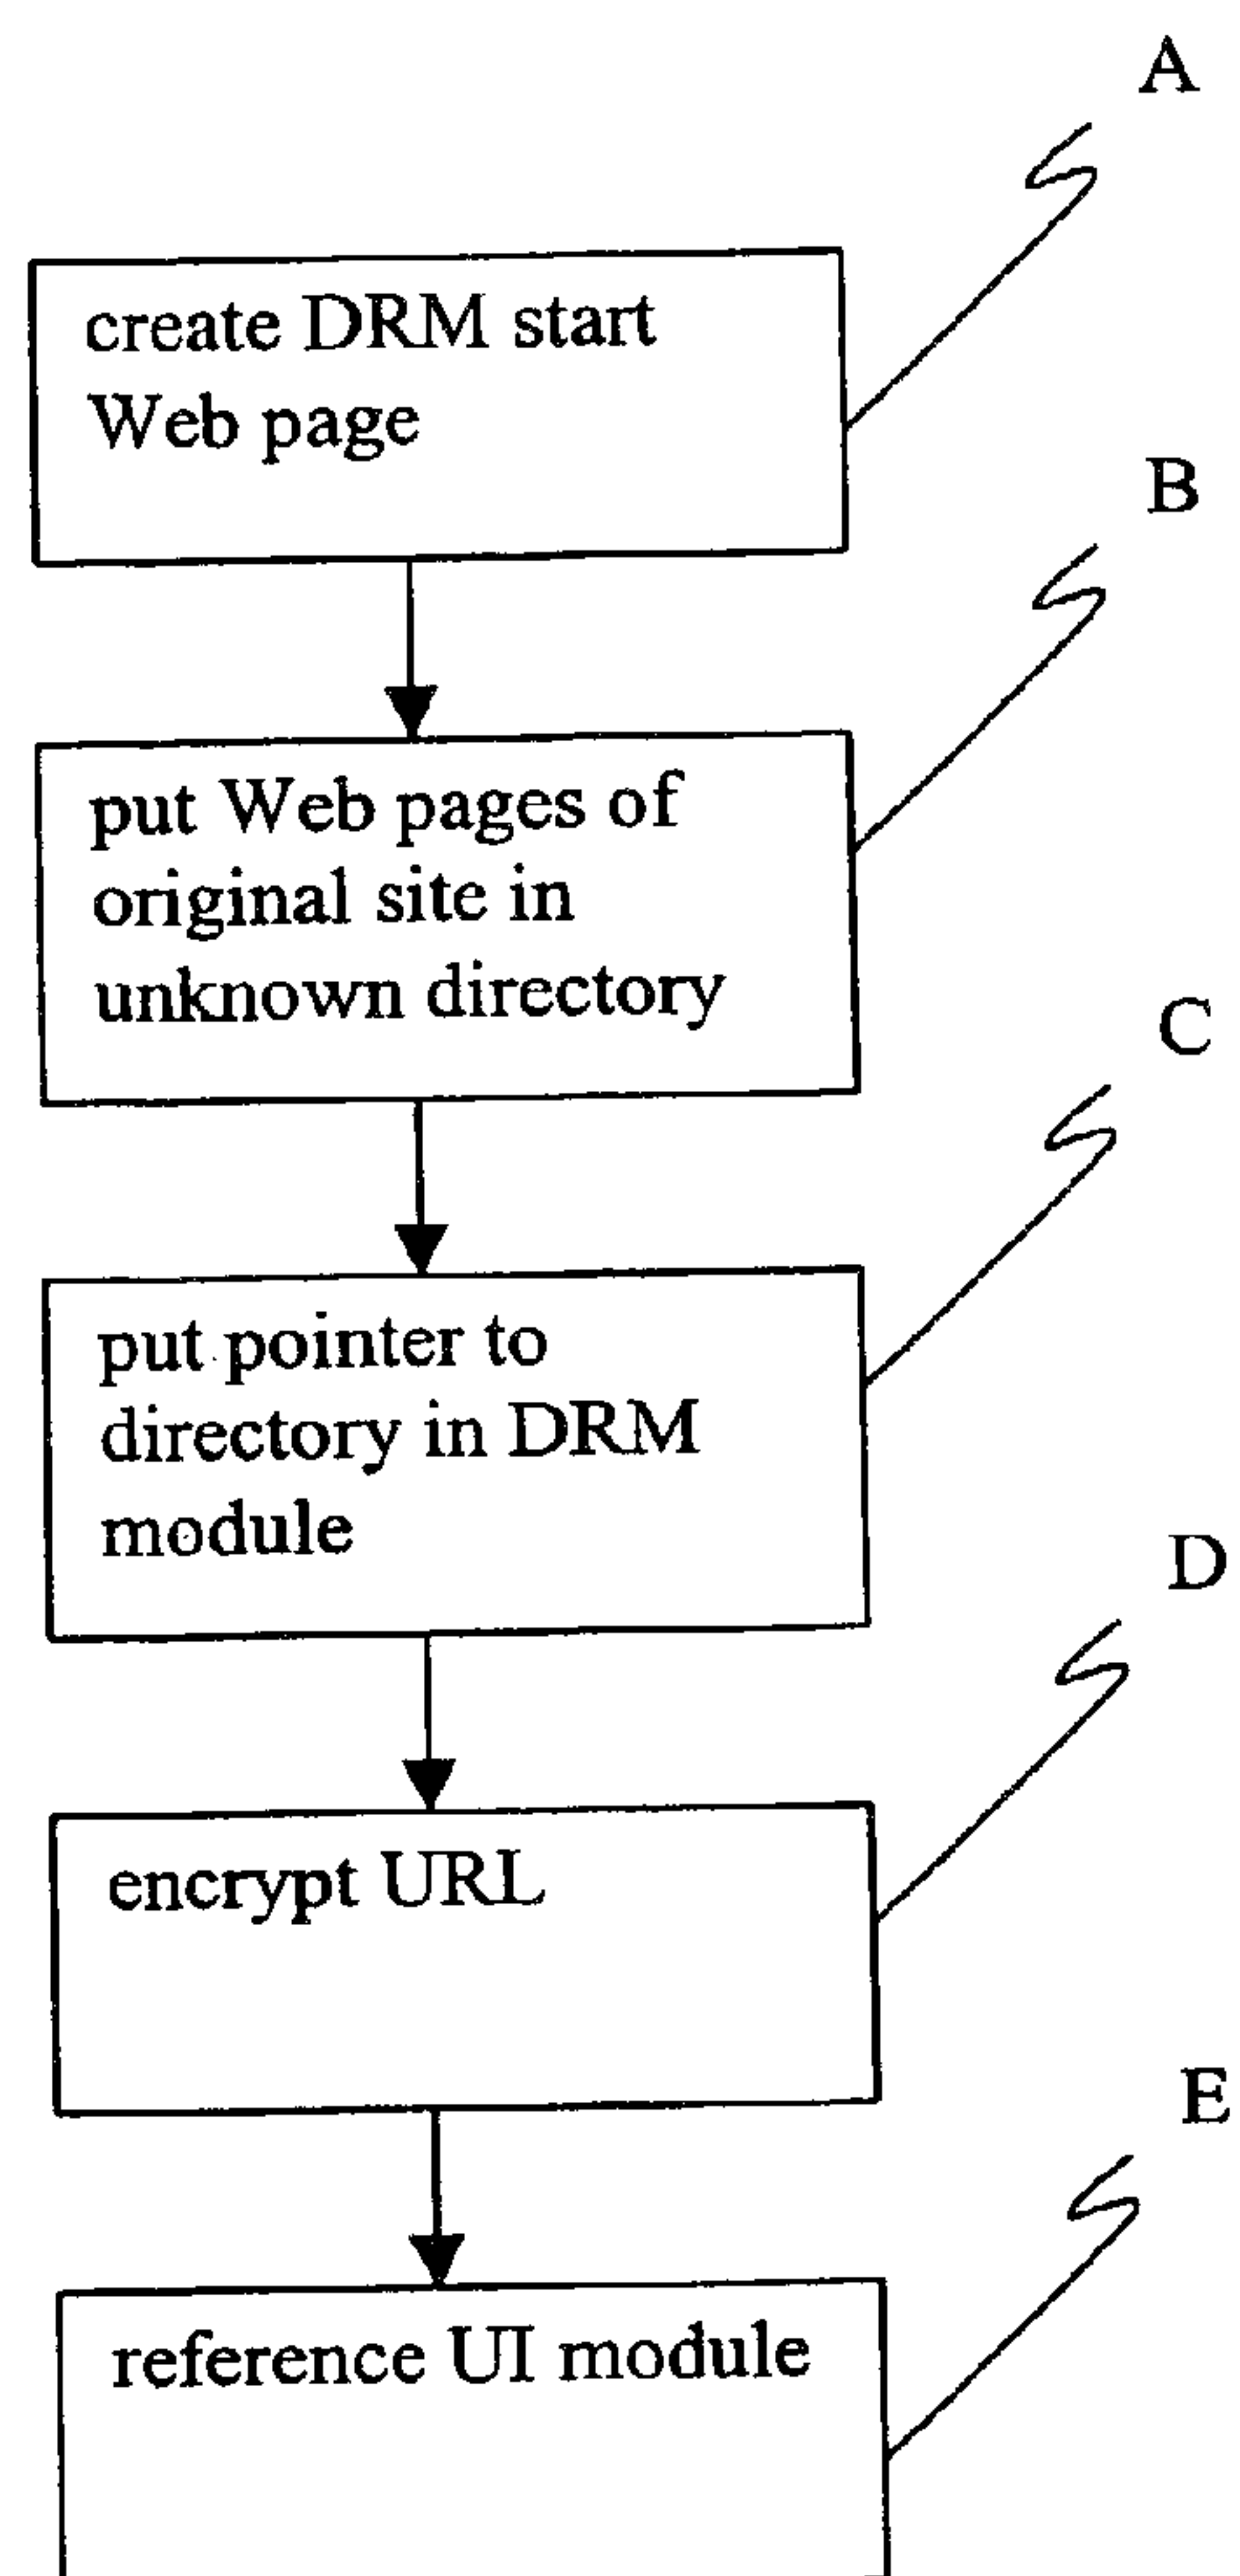 A
create DRM start
Web page
B
put Web pages of
original site in
unknown directory
C
put pointer to
directory in DRM
module
D
encrypt URL
E
reference UI module